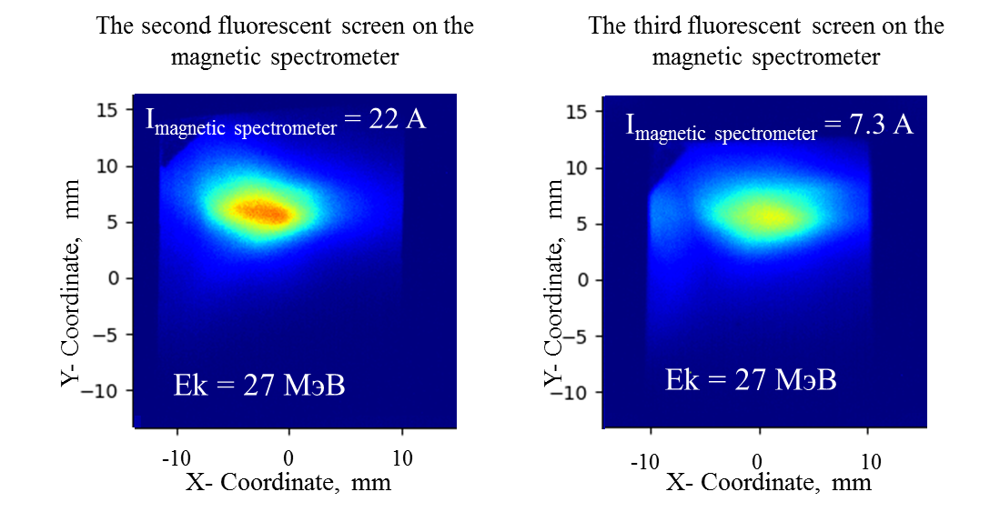 The second fluorescent screen on the
magnetic spectrometer
15
10
5
0
−5
−10
Y- Coordinate, mm
I magnetic spectrometer = 22 A
Ek = 27 МэВ
-10 0 10
X- Coordinate, mm
The third fluorescent screen on the
magnetic spectrometer
15
10
5
0
−5
−10
Y- Coordinate, mm
I magnetic spectrometer = 7.3 A
Ek = 27 МэВ
-10 0 10
X- Coordinate, mm